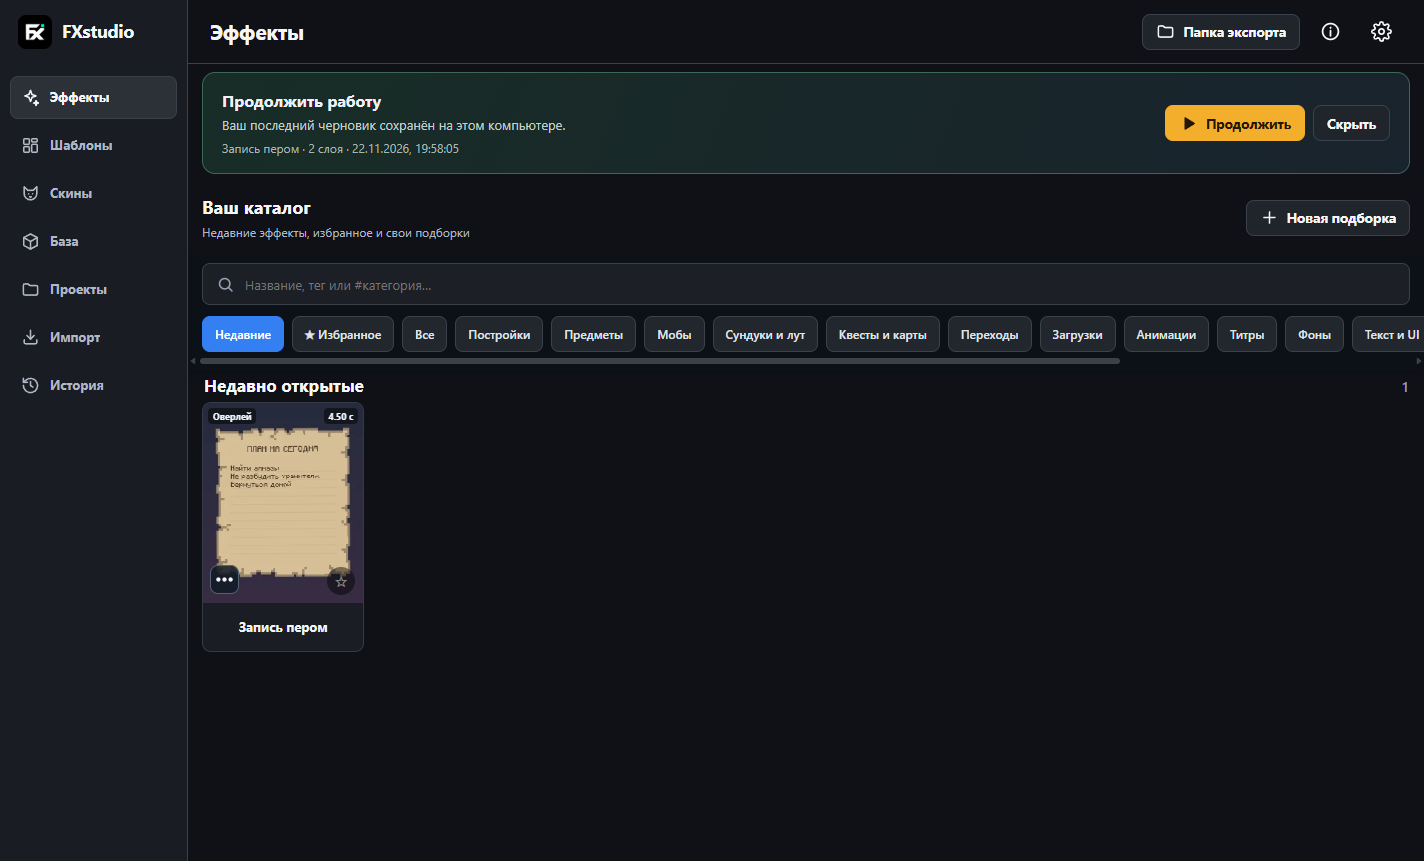 FXstudio
Эффекты
Шаблоны
Скины
База
Проекты
Импорт
История
Эффекты
Папка экспорта
Продолжить работу
Ваш последний черновик сохранён на этом компьютере.
Запись пером · 2 слоя · 22.11.2026, 19:58:05
Продолжить
Скрыть
Ваш каталог
Недавние эффекты, избранное и свои подборки
Новая подборка
Название, тег или #категория...
Недавние
★ Избранное
Все
Постройки
Предметы
Мобы
Сундуки и лут
Квесты и карты
Переходы
Загрузки
Анимации
Титры
Фоны
Текст и UI
Недавно открытые
1
Оверлей
4.50 с
ПЛАН НА СЕГОДНЯ
Найти алмазы
Не разбудить хранителя
Вернуться домой
Запись пером